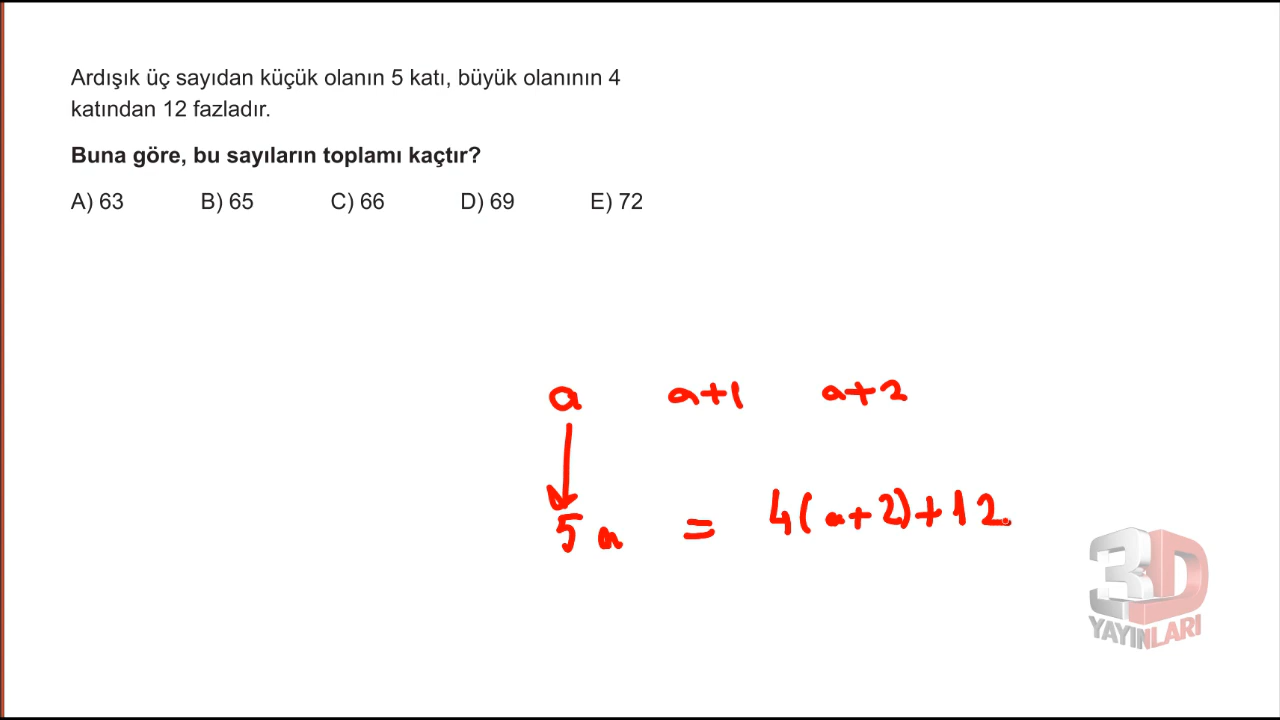 Ardışık üç sayıdan küçük olanın 5 katı, büyük olanının 4
katından 12 fazladır.
Buna göre, bu sayıların toplamı kaçtır?
A) 63 B) 65 C) 66 D) 69 E) 72
a a+1 a+2
5a = 4(a+2)+12
3D
YAYINLARI